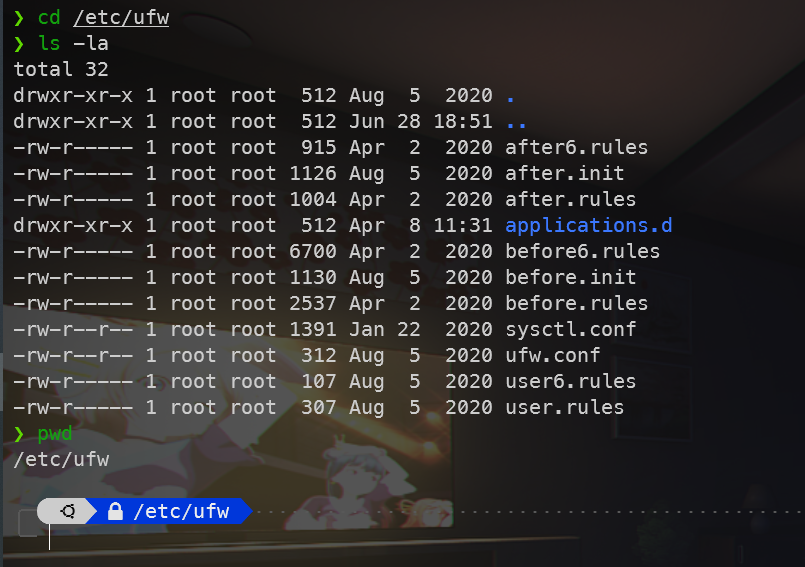 ❯ cd /etc/ufw
❯ ls -la
total 32
drwxr-xr-x 1 root root  512 Aug  5  2020 .
drwxr-xr-x 1 root root  512 Jun 28 18:51 ..
-rw-r----- 1 root root  915 Apr  2  2020 after6.rules
-rw-r----- 1 root root 1126 Aug  5  2020 after.init
-rw-r----- 1 root root 1004 Apr  2  2020 after.rules
drwxr-xr-x 1 root root  512 Apr  8 11:31 applications.d
-rw-r----- 1 root root 6700 Apr  2  2020 before6.rules
-rw-r----- 1 root root 1130 Aug  5  2020 before.init
-rw-r----- 1 root root 2537 Apr  2  2020 before.rules
-rw-r--r-- 1 root root 1391 Jan 22  2020 sysctl.conf
-rw-r--r-- 1 root root  312 Aug  5  2020 ufw.conf
-rw-r----- 1 root root  107 Aug  5  2020 user6.rules
-rw-r----- 1 root root  307 Aug  5  2020 user.rules
❯ pwd
/etc/ufw
/etc/ufw